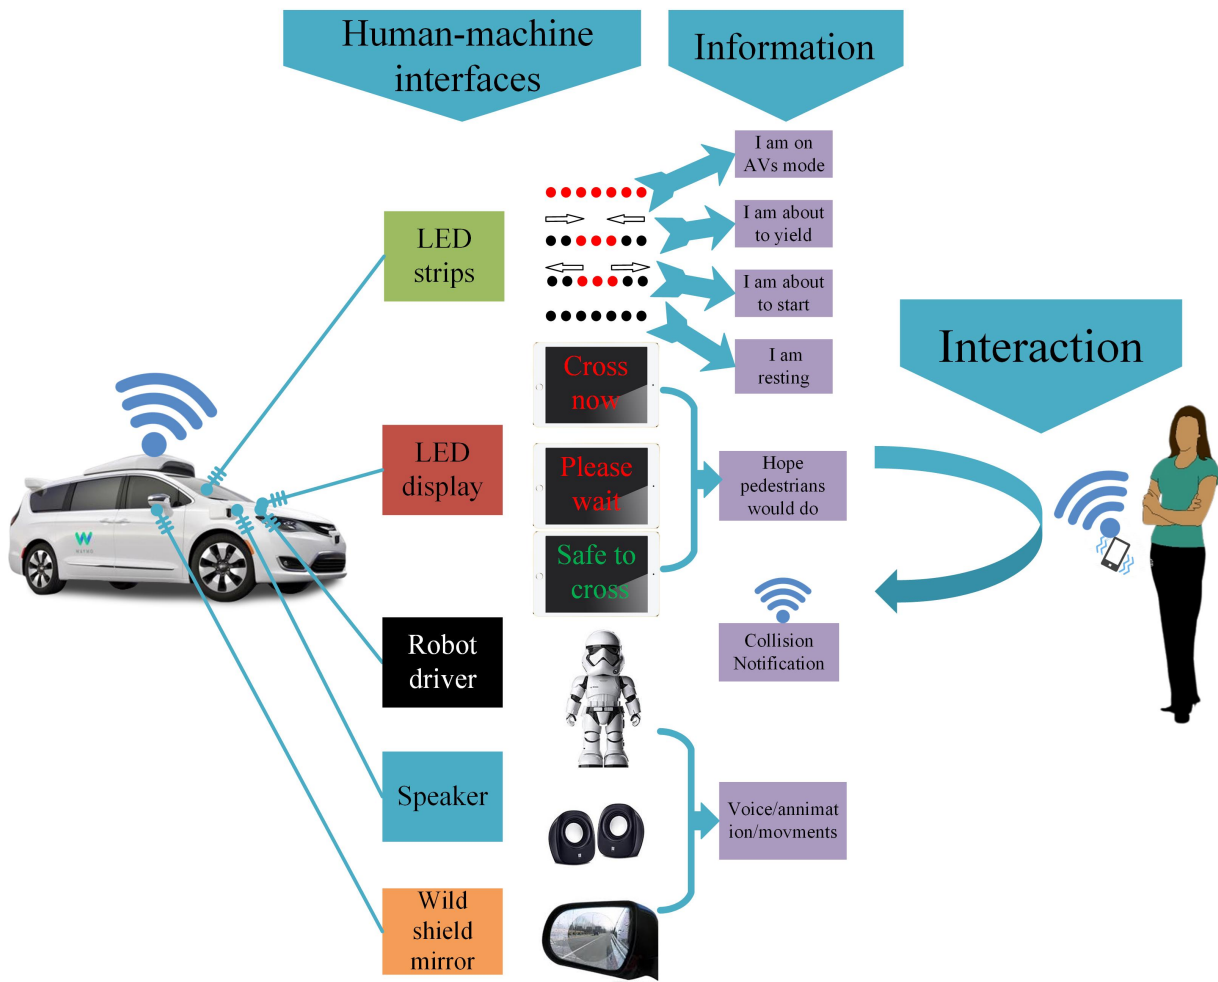 Human-machine
interfaces
Information
I am on
AVs mode
I am about
to yield
LED
strips
I am about
to start
I am
resting
Cross
now
Interaction
LED
display
Please
wait
Hope
pedestrians
would do
Safe to
cross
WAYMO
Robot
driver
Collision
Notification
Speaker
Voice/annimat
ion/movments
Wild
shield
mirror